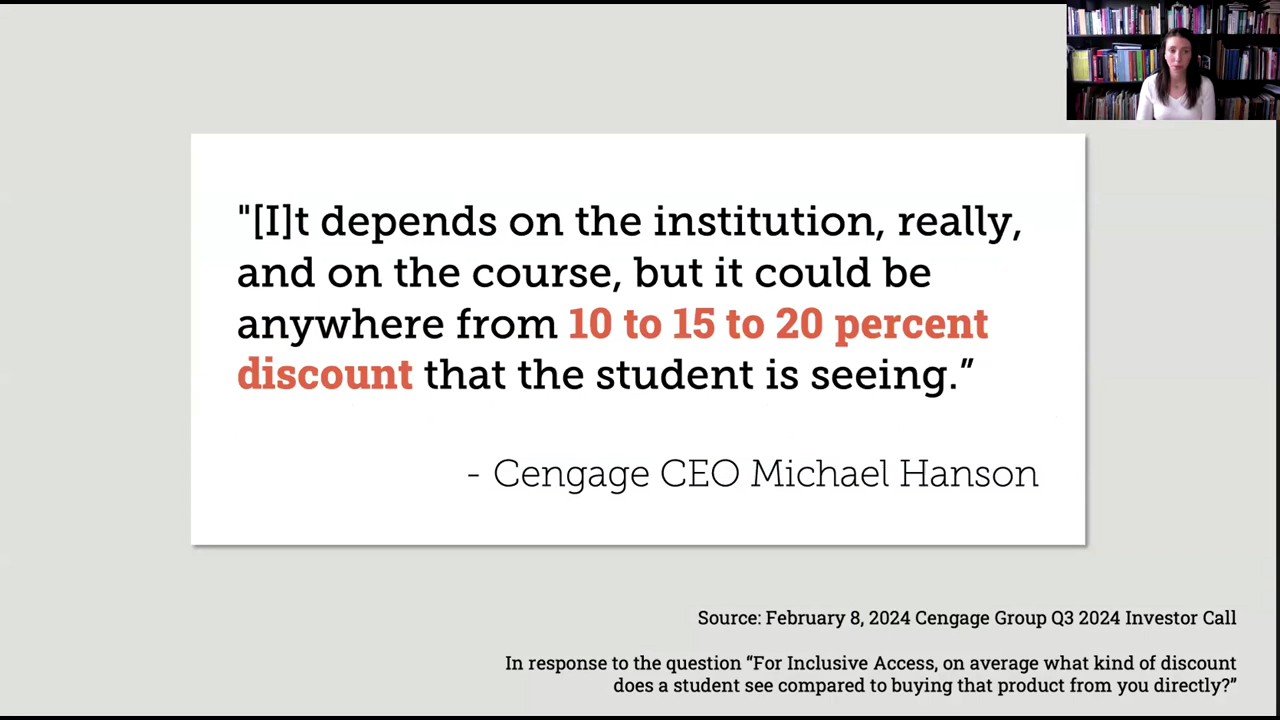 "[I]t depends on the institution, really,
and on the course, but it could be
anywhere from 10 to 15 to 20 percent
discount that the student is seeing.”
- Cengage CEO Michael Hanson
Source: February 8, 2024 Cengage Group Q3 2024 Investor Call
In response to the question “For Inclusive Access, on average what kind of discount
does a student see compared to buying that product from you directly?”